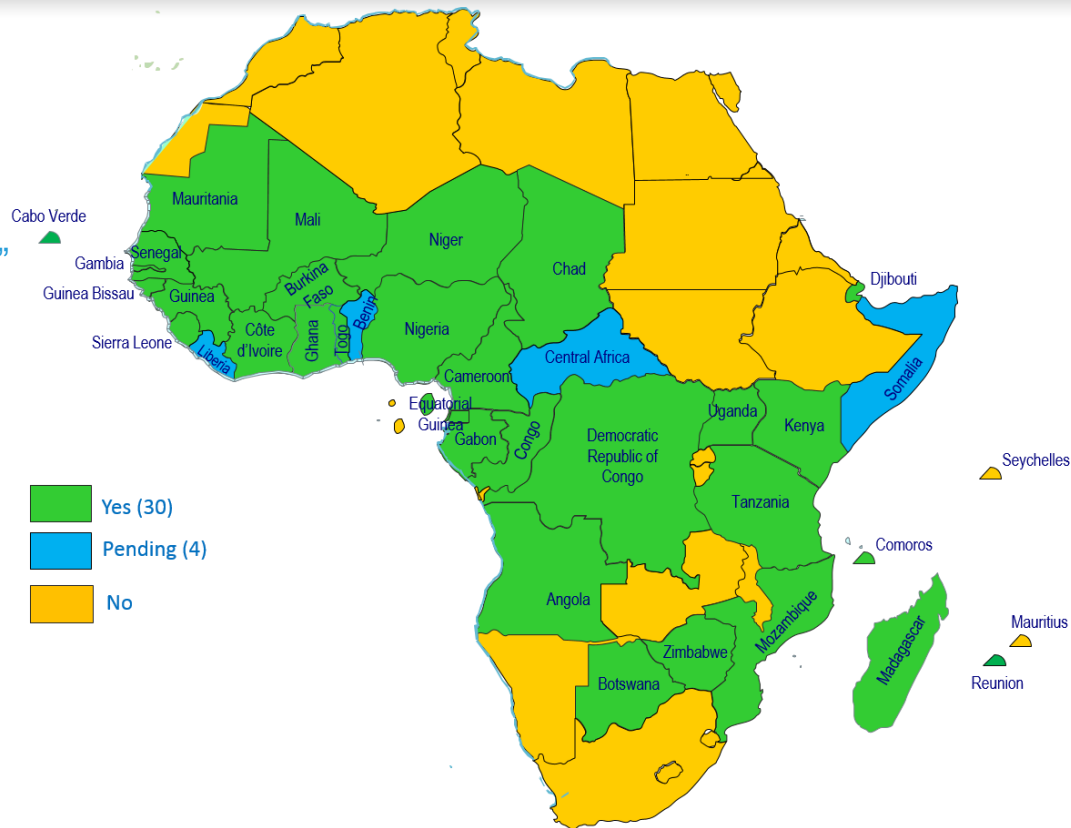 Cabo Verde
”
Gambia
Guinea Bissau
Sierra Leone
Mauritania
Mali
Niger
Chad
Senegal
Guinea
Burkina
Faso
Côte
d’Ivoire
Ghana
Togo
Benin
Nigeria
Liberia
Cameroon
Central Africa
Djibouti
Somalia
Equatorial
Guinea
Gabon
Congo
Democratic
Republic of
Congo
Uganda
Kenya
Tanzania
Seychelles
Comoros
Angola
Mozambique
Zimbabwe
Botswana
Madagascar
Mauritius
Reunion
Yes (30)
Pending (4)
No